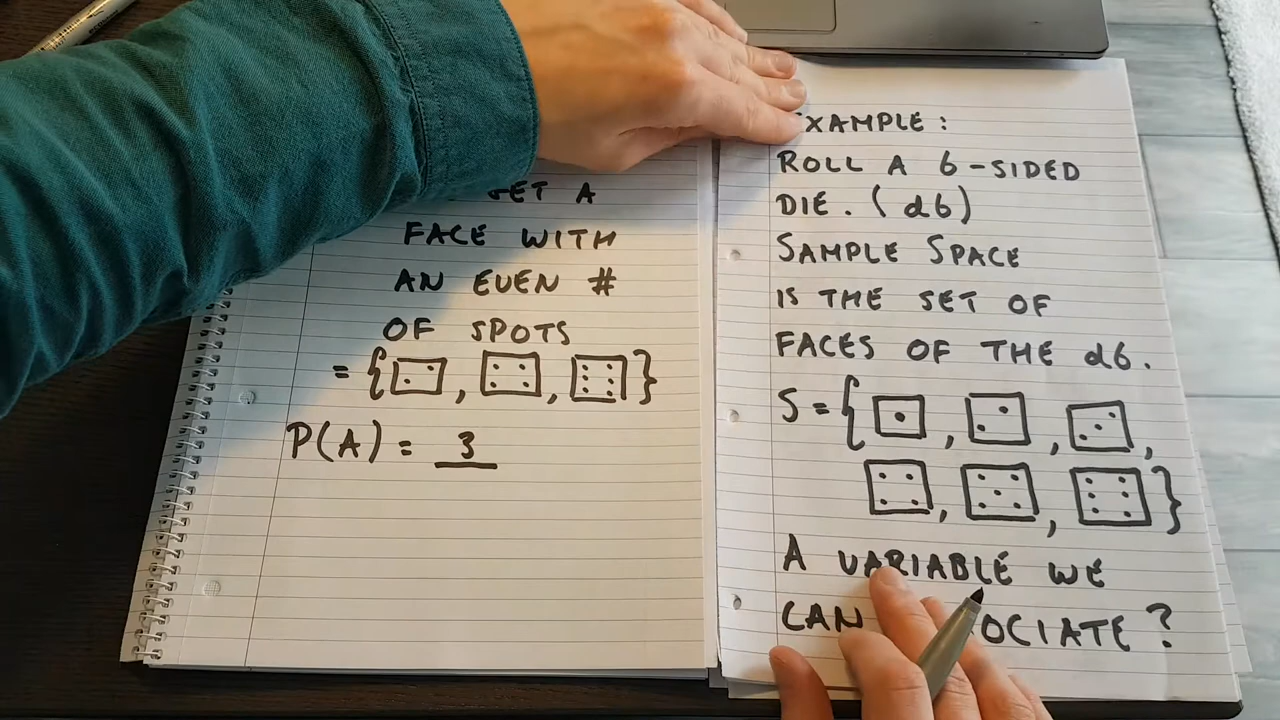 GET A
FACE WITH
AN EVEN #
OF SPOTS
= { , , }
P(A) = 3
EXAMPLE:
ROLL A 6-SIDED
DIE. (d6)
SAMPLE SPACE
IS THE SET OF
FACES OF THE d6.
S = { , , ,
, , }
A VARIABLE WE
CAN ?